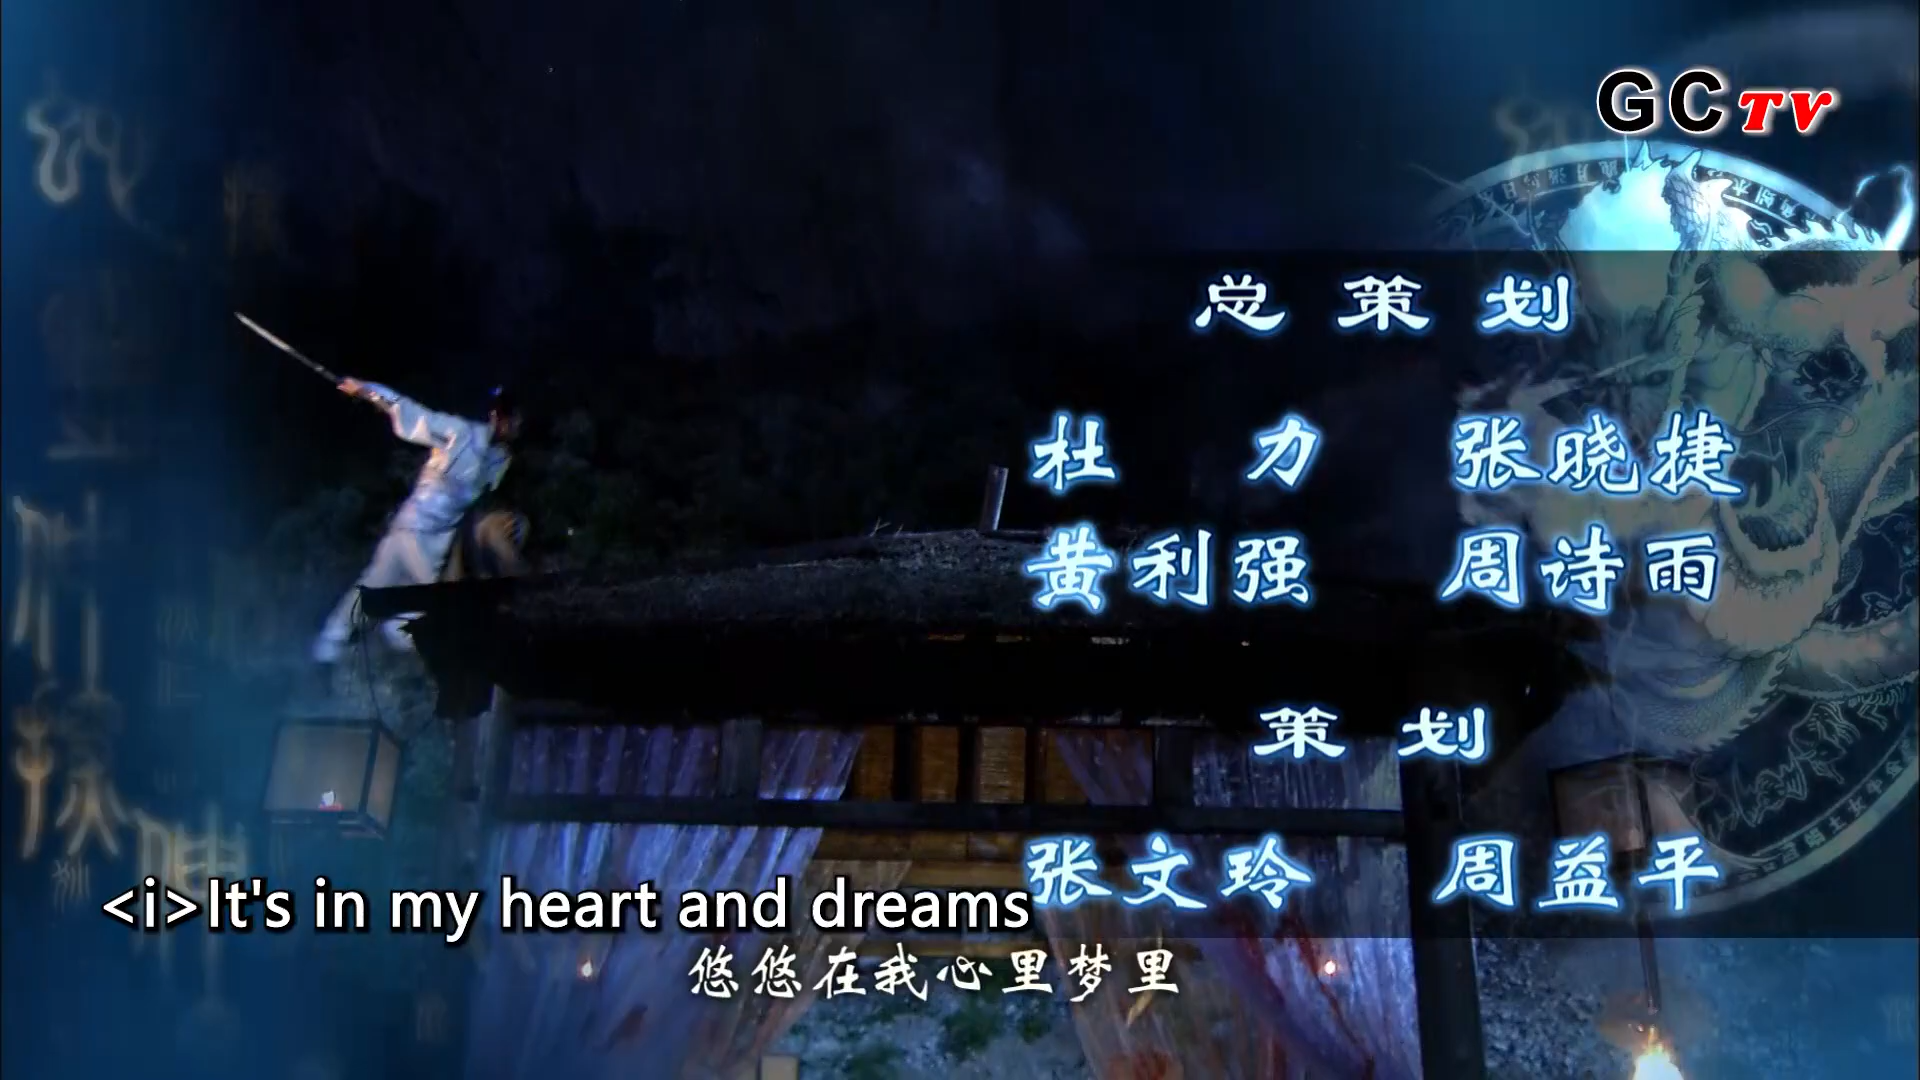 GCTV
总策划
杜力 张晓捷
黄利强 周诗雨
策划
张文玲 周益平
<i>It's in my heart and dreams
悠悠在我心里梦里